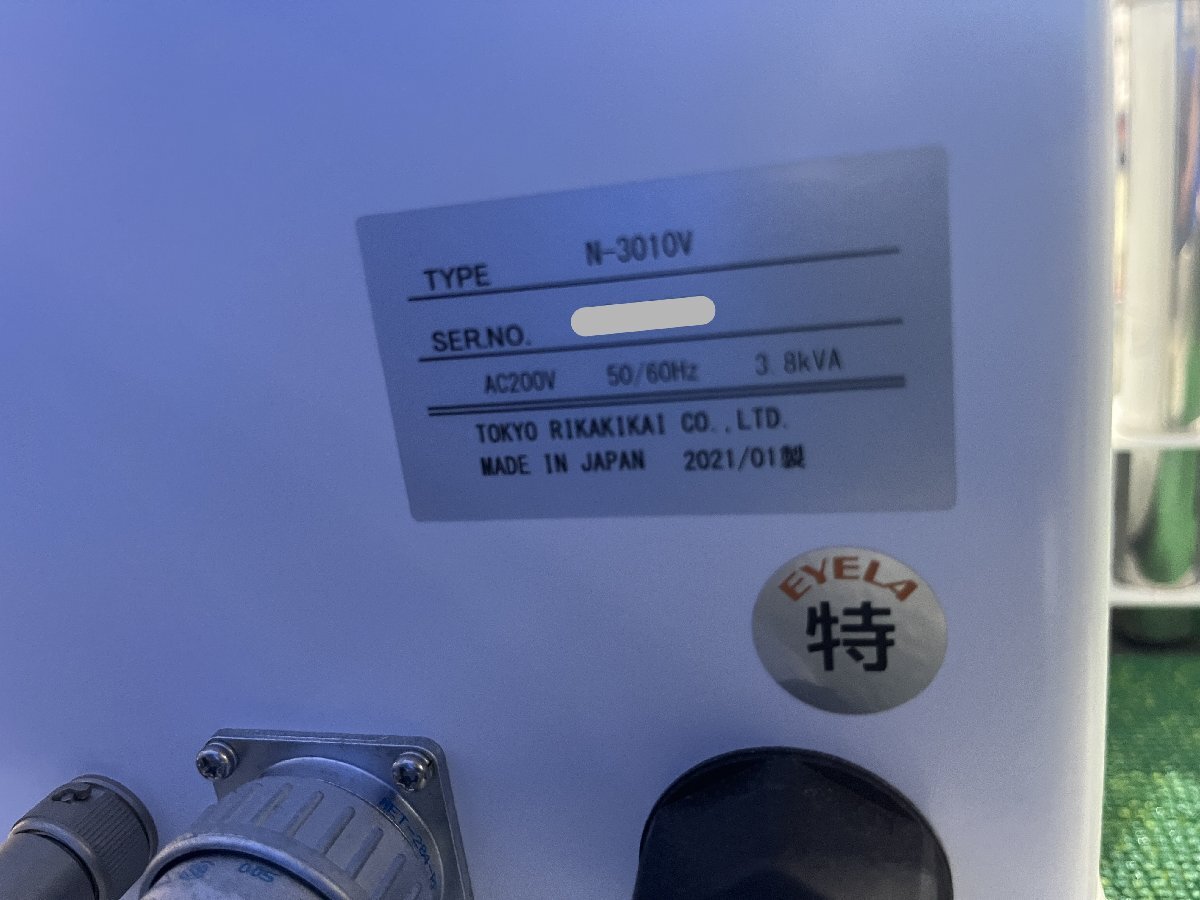 TYPE N-3010V
SER.NO.
AC200V 50/60Hz 3.8kVA
TOKYO RIKAKIKAI CO.,LTD.
MADE IN JAPAN 2021/01製
EYELA
特